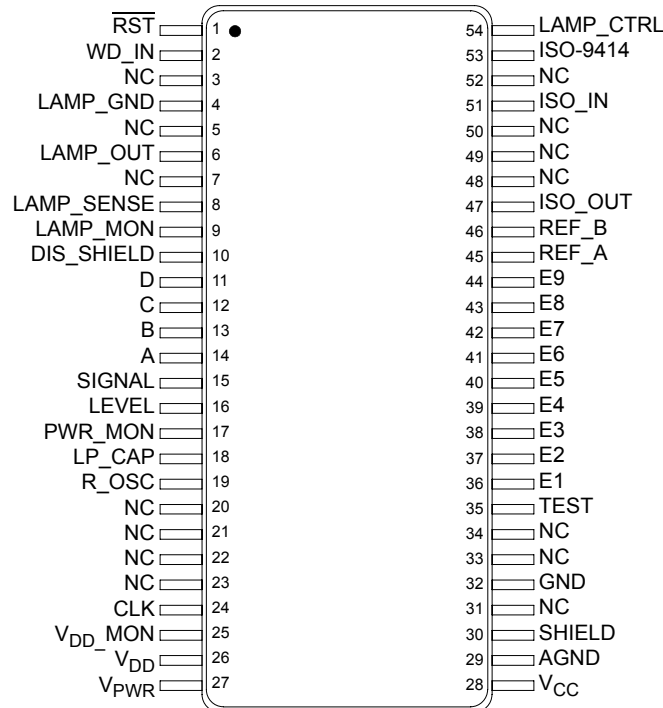 RST 1 54 LAMP_CTRL
WD_IN 2 53 ISO-9414
NC 3 52 NC
LAMP_GND 4 51 ISO_IN
NC 5 50 NC
LAMP_OUT 6 49 NC
NC 7 48 NC
LAMP_SENSE 8 47 ISO_OUT
LAMP_MON 9 46 REF_B
DIS_SHIELD 10 45 REF_A
D 11 44 E9
C 12 43 E8
B 13 42 E7
A 14 41 E6
SIGNAL 15 40 E5
LEVEL 16 39 E4
PWR_MON 17 38 E3
LP_CAP 18 37 E2
R_OSC 19 36 E1
NC 20 35 TEST
NC 21 34 NC
NC 22 33 NC
NC 23 32 GND
CLK 24 31 NC
VDD_MON 25 30 SHIELD
VDD 26 29 AGND
VPWR 27 28 VCC